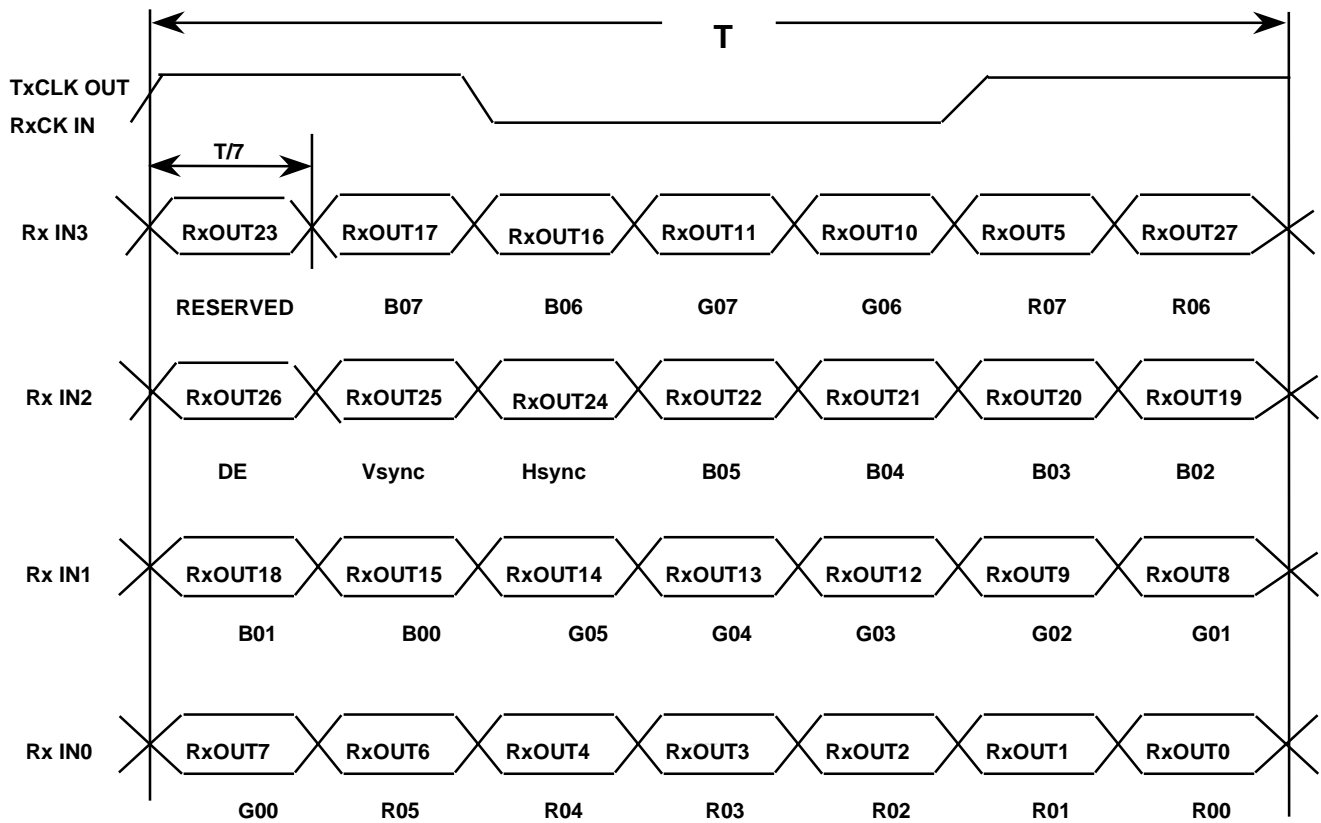 T
TxCLK OUT
RxCK IN
T/7
Rx IN3 RxOUT23 RxOUT17 RxOUT16 RxOUT11 RxOUT10 RxOUT5 RxOUT27
RESERVED B07 B06 G07 G06 R07 R06
Rx IN2 RxOUT26 RxOUT25 RxOUT24 RxOUT22 RxOUT21 RxOUT20 RxOUT19
DE Vsync Hsync B05 B04 B03 B02
Rx IN1 RxOUT18 RxOUT15 RxOUT14 RxOUT13 RxOUT12 RxOUT9 RxOUT8
B01 B00 G05 G04 G03 G02 G01
Rx IN0 RxOUT7 RxOUT6 RxOUT4 RxOUT3 RxOUT2 RxOUT1 RxOUT0
G00 R05 R04 R03 R02 R01 R00